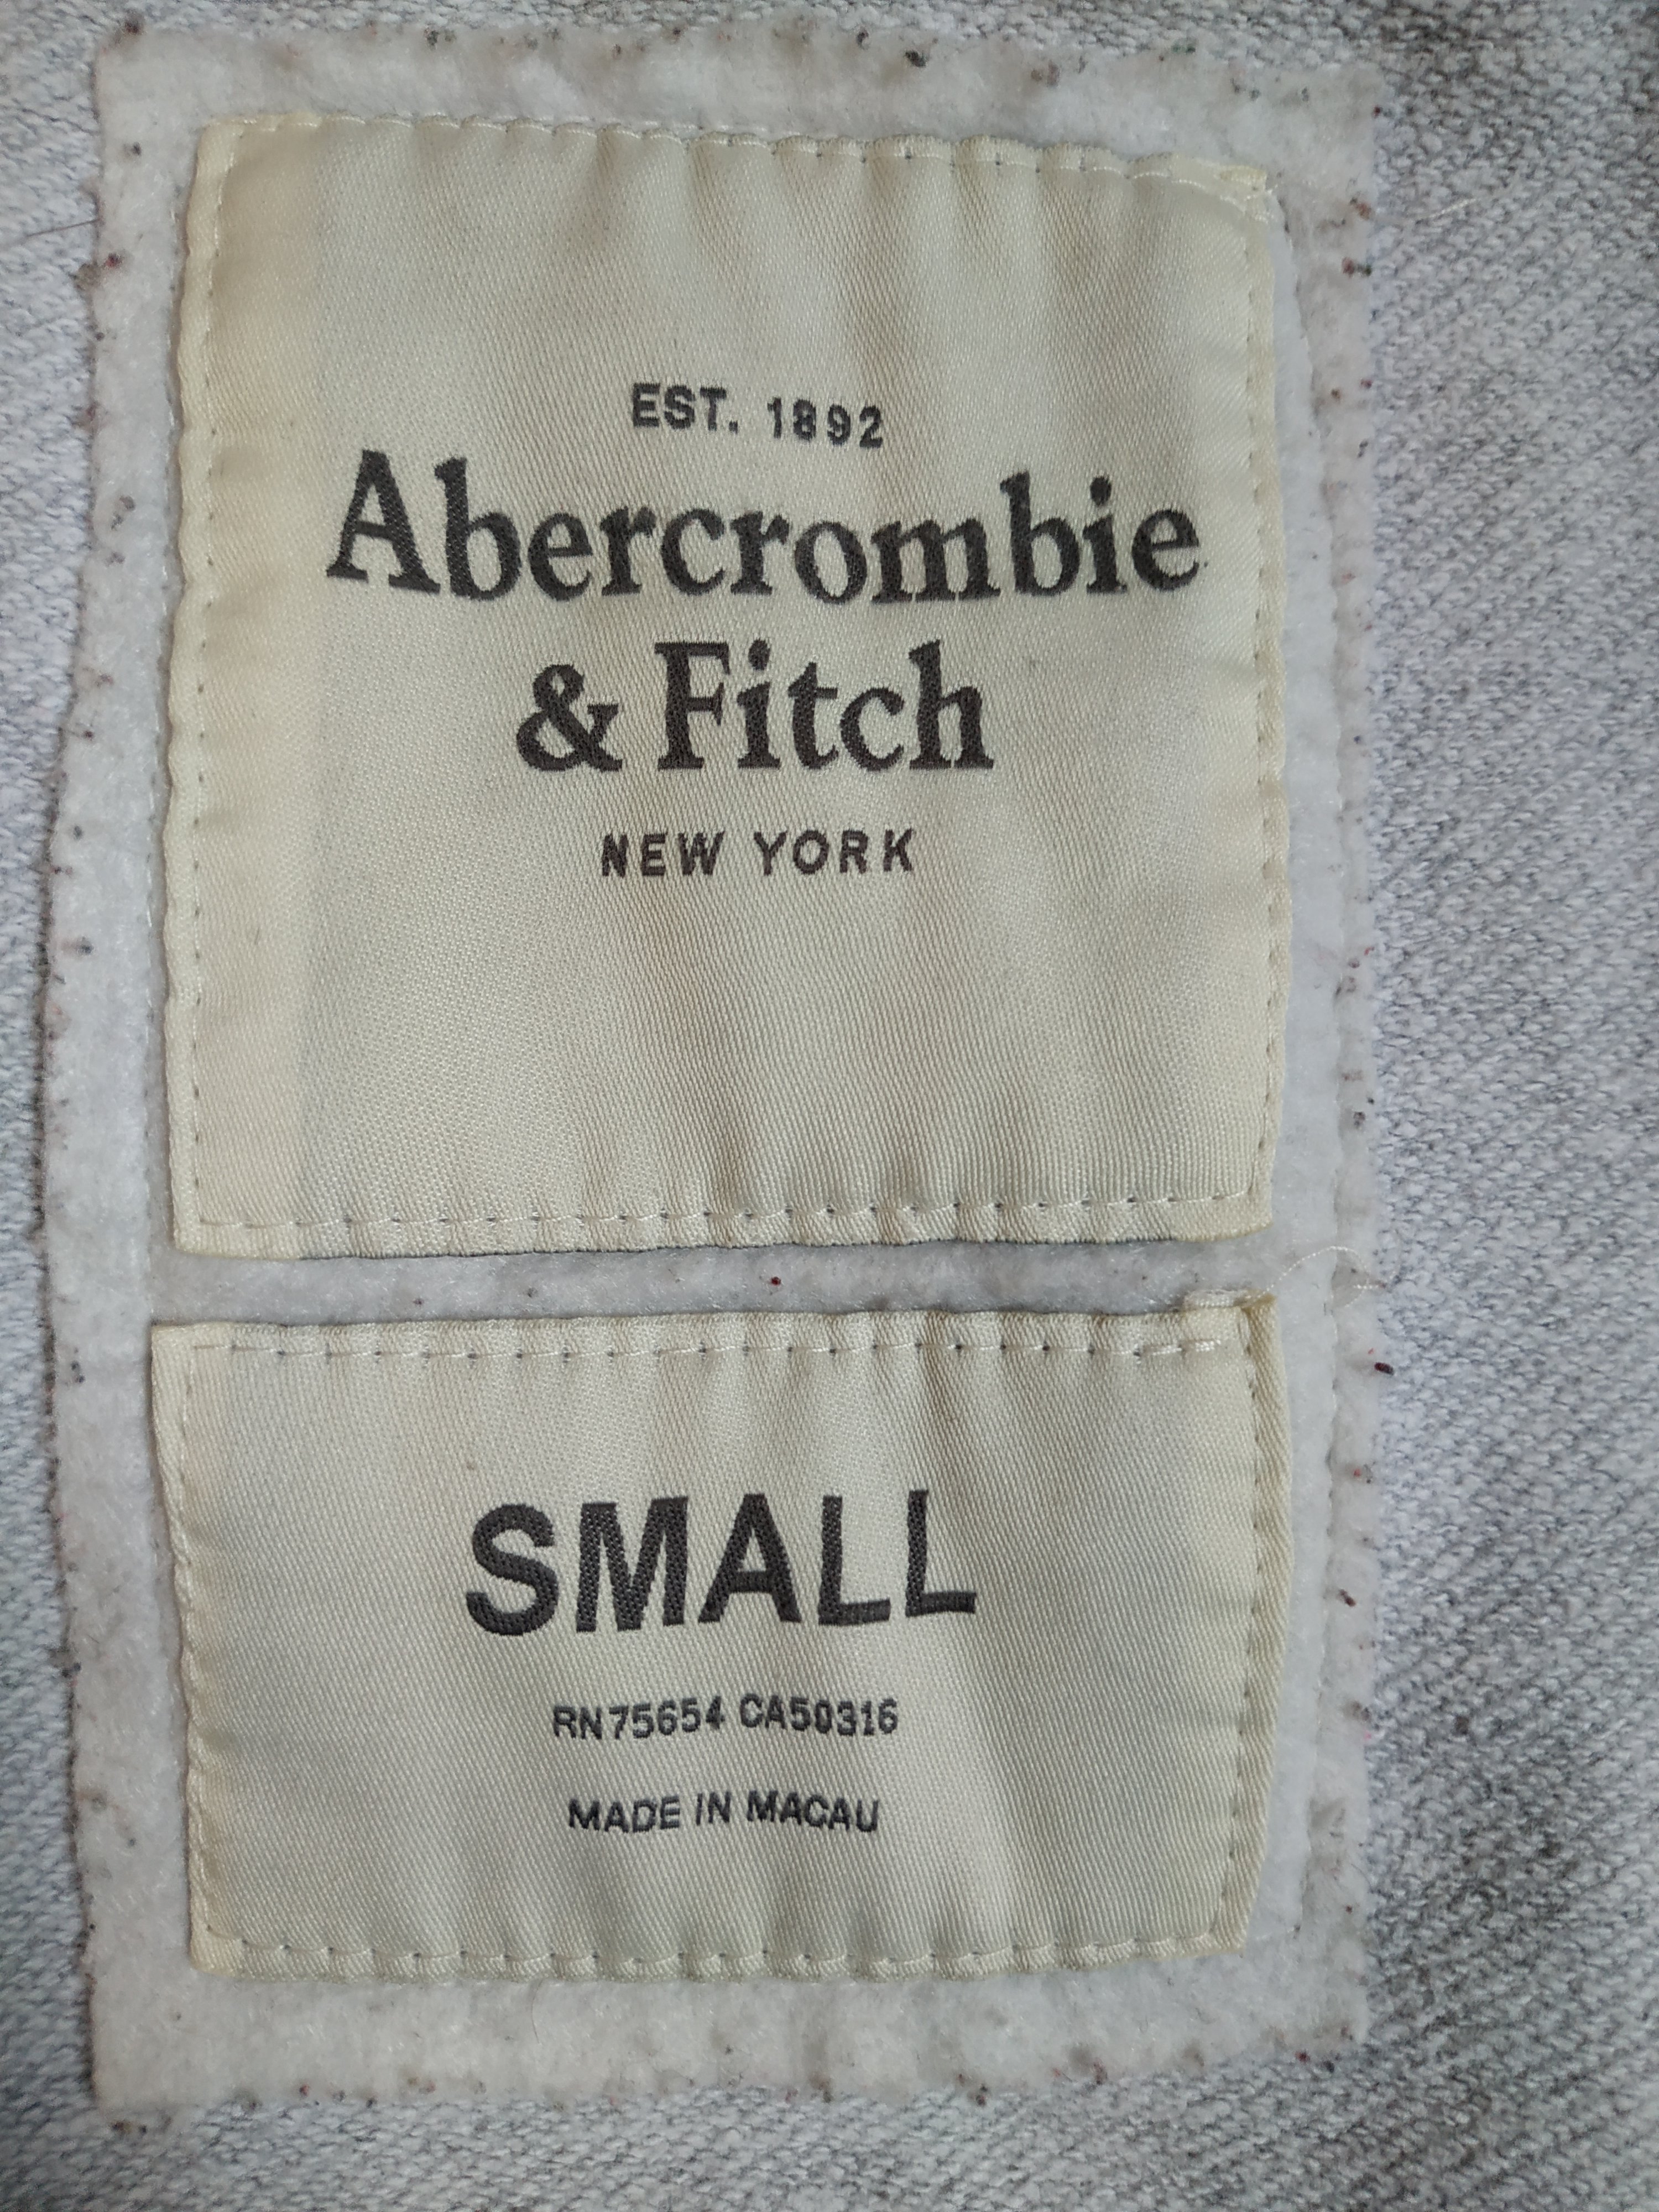 EST. 1892
Abercrombie
& Fitch
NEW YORK
SMALL
RN75654 CA50316
MADE IN MACAU